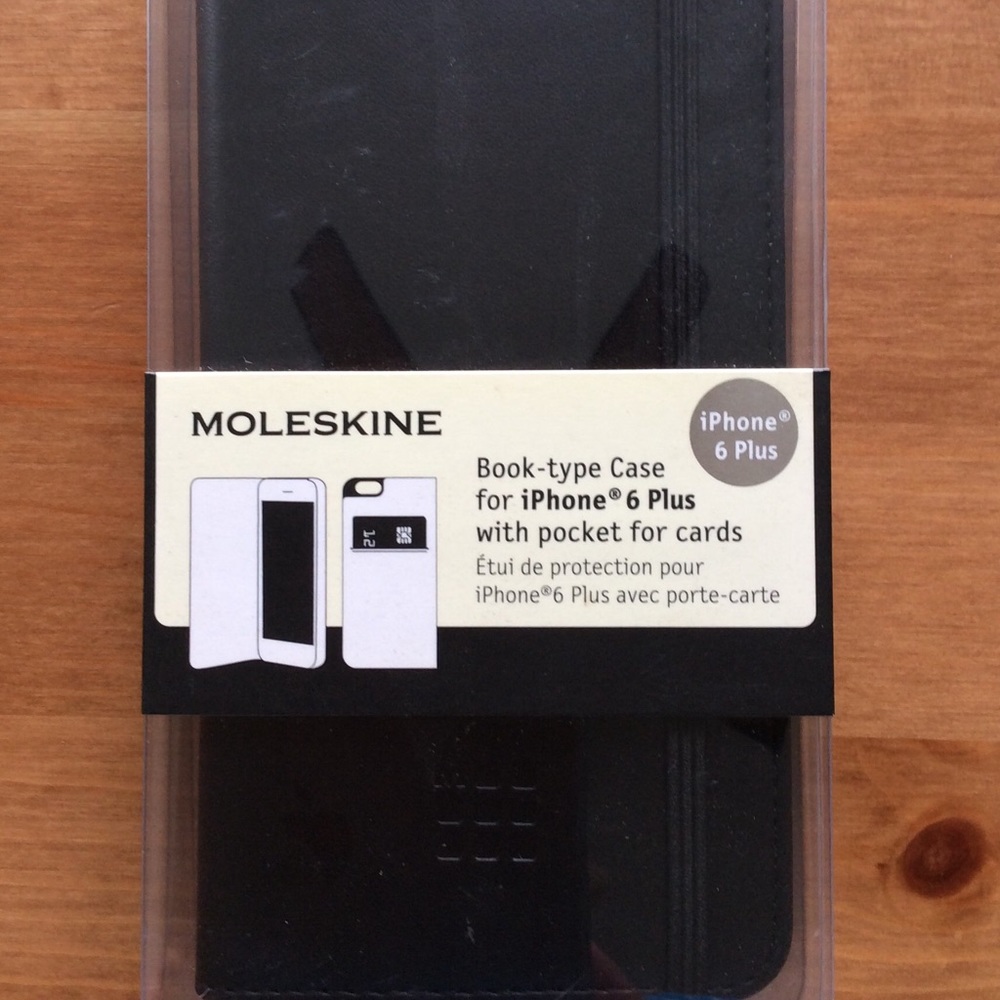 MOLESKINE
iPhone®
6 Plus
Book-type Case
for iPhone® 6 Plus
with pocket for cards
Étui de protection pour
iPhone®6 Plus avec porte-carte
12